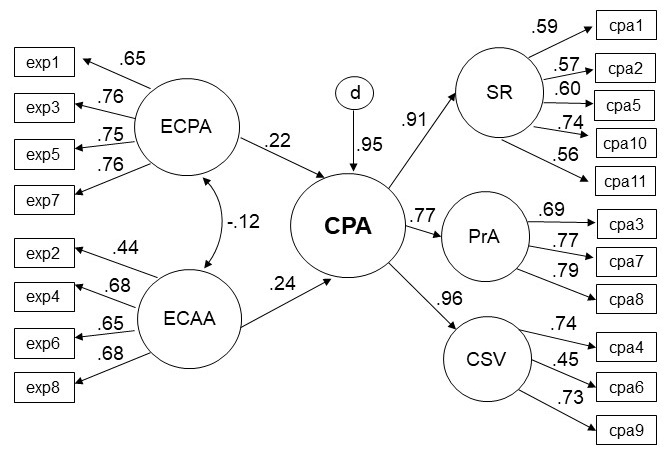 exp1
exp3
exp5
exp7
exp2
exp4
exp6
exp8
.65
.76
.75
.76
.44
.68
.65
.68
ECPA
ECAA
-.12
.22
.24
d
.95
CPA
.91
.77
.96
SR
PrA
CSV
.59
.57
.60
.74
.56
.69
.77
.79
.74
.45
.73
cpa1
cpa2
cpa5
cpa10
cpa11
cpa3
cpa7
cpa8
cpa4
cpa6
cpa9